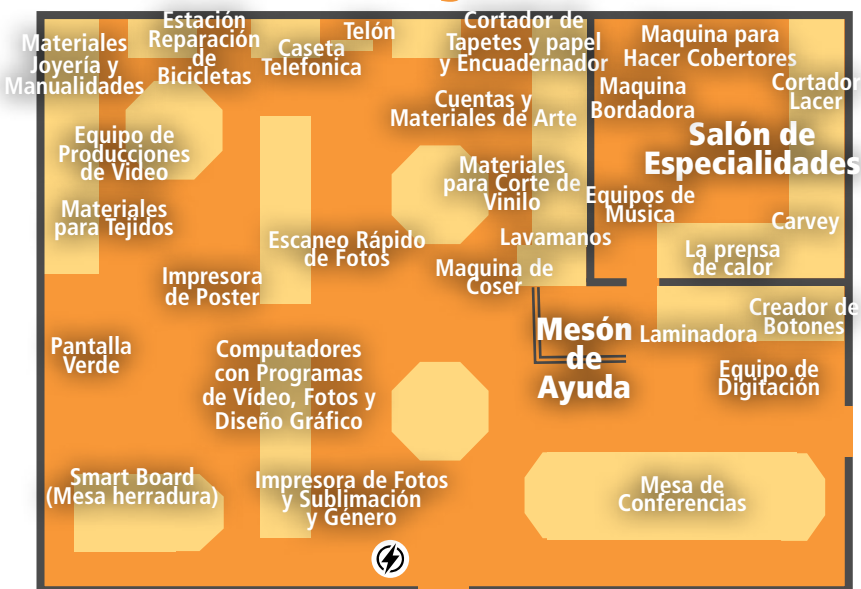 Materiales
Joyería y
Manualidades
Estación
Reparación
de
Bicicletas
Caseta
Telefonica
Telón
Cortador de
Tapetes y papel
y Encuadernador
Maquina para
Hacer Cobertores
Maquina
Bordadora
Cortador
Lacer
Salón de
Especialidades
Cuentas y
Materiales de Arte
Equipo de
Producciones
de Video
Materiales
para Corte de
Vinilo
Equipos de
Música
Materiales
para Tejidos
Carvey
Lavamanos
Escaneo Rápido
de Fotos
La prensa
de calor
Maquina de
Coser
Impresora
de Poster
Creador de
Botones
Laminadora
Mesón
de
Ayuda
Pantalla
Verde
Computadores
con Programas
de Vídeo, Fotos y
Diseño Gráfico
Equipo de
Digitación
Smart Board
(Mesa herradura)
Impresora de Fotos
y Sublimación
y Género
Mesa de
Conferencias